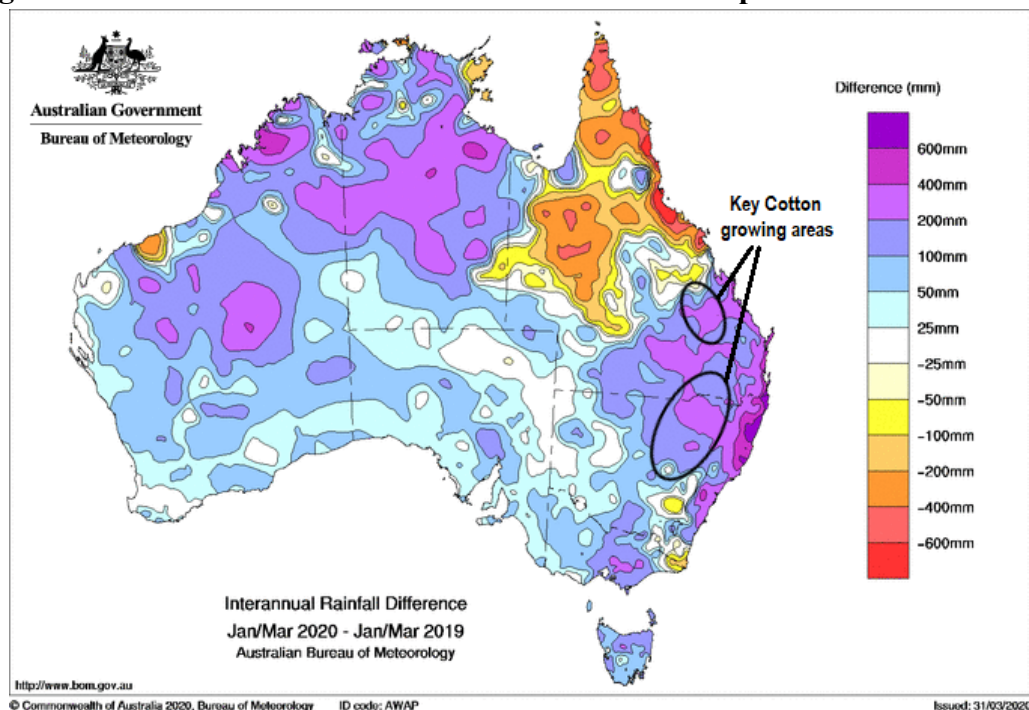 Australian Government
Bureau of Meteorology
Difference (mm)
600mm
400mm
200mm
100mm
50mm
25mm
-25mm
-50mm
-100mm
-200mm
-400mm
-600mm
Key Cotton
growing areas
Interannual Rainfall Difference
Jan/Mar 2020 - Jan/Mar 2019
Australian Bureau of Meteorology
http://www.bom.gov.au
© Commonwealth of Australia 2020, Bureau of Meteorology ID code: AWAP Issued: 31/03/2020